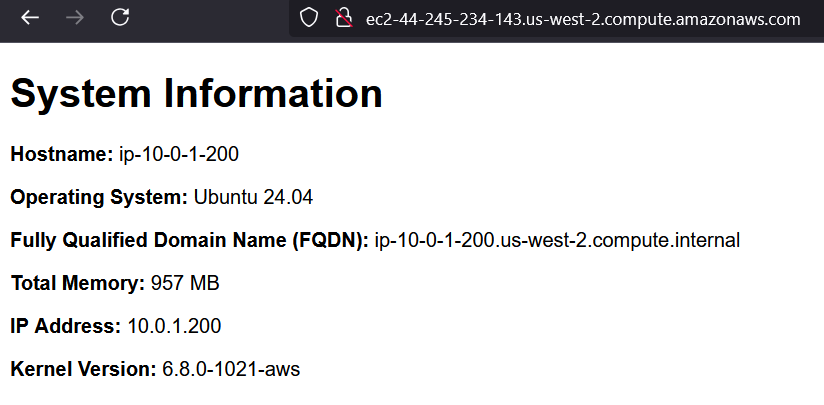 ec2-44-245-234-143.us-west-2.compute.amazonaws.com
System Information
Hostname: ip-10-0-1-200
Operating System: Ubuntu 24.04
Fully Qualified Domain Name (FQDN): ip-10-0-1-200.us-west-2.compute.internal
Total Memory: 957 MB
IP Address: 10.0.1.200
Kernel Version: 6.8.0-1021-aws